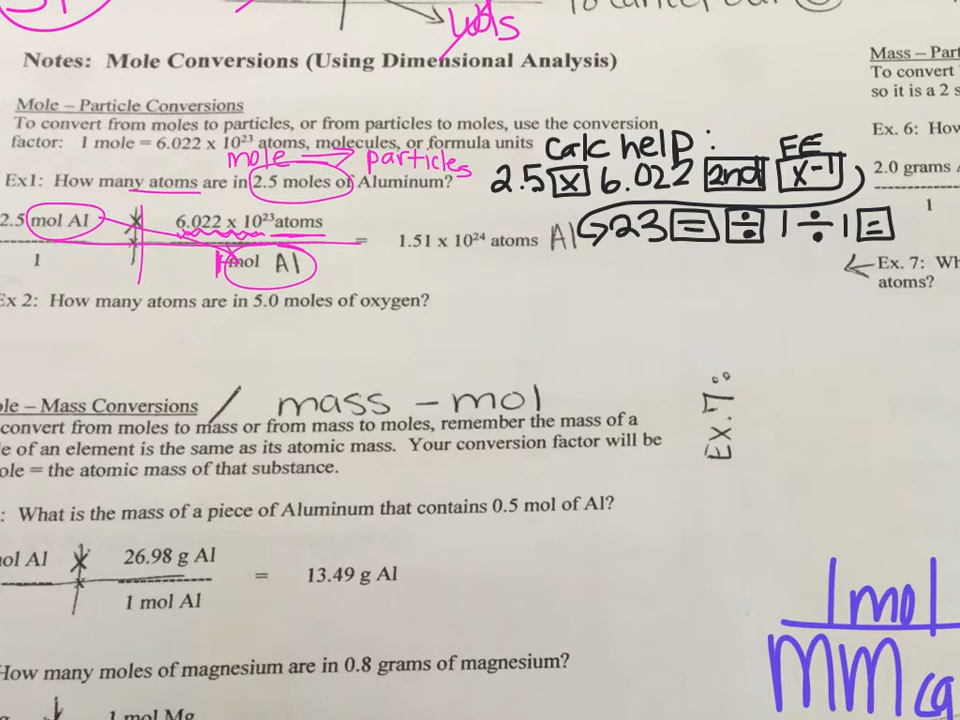 Mols
Notes: Mole Conversions (Using Dimensional Analysis)
Mole – Particle Conversions
To convert from moles to particles, or from particles to moles, use the conversion
factor: 1 mole = 6.022 x 10²³ atoms, molecules, or formula units
mole → particles
Ex1: How many atoms are in 2.5 moles of Aluminum?
Calc help:
EE
2.5 x 6.022 2nd x-1
23 = ÷ 1 ÷ 1 =
2.5 mol Al 6.022 x 10²³ atoms
= 1.51 x 10²⁴ atoms Al
1 1 mol Al
Ex 2: How many atoms are in 5.0 moles of oxygen?
ole – Mass Conversions / mass – mol
convert from moles to mass or from mass to moles, remember the mass of a
e of an element is the same as its atomic mass. Your conversion factor will be
ole = the atomic mass of that substance.
: What is the mass of a piece of Aluminum that contains 0.5 mol of Al?
ol Al 26.98 g Al
= 13.49 g Al
1 mol Al
How many moles of magnesium are in 0.8 grams of magnesium?
1 mol Mg
Mass – Part
To convert
so it is a 2 s
Ex. 6: How
2.0 grams
1
Ex. 7: Wh
atoms?
Ex. 7:
1 mol
mm